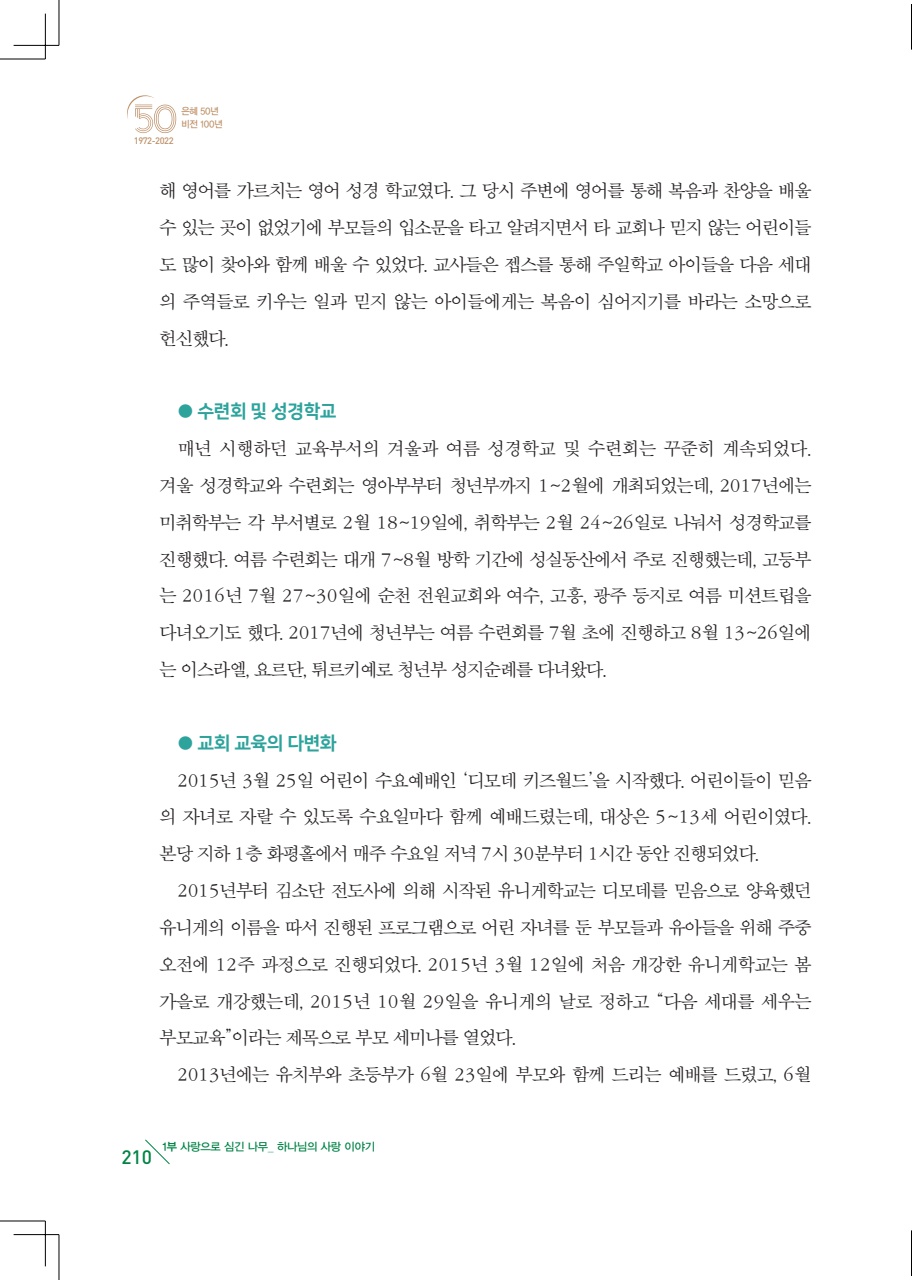 50
은혜 50년
비전 100년
1972-2022
해 영어를 가르치는 영어 성경 학교였다. 그 당시 주변에 영어를 통해 복음과 찬양을 배울
수 있는 곳이 없었기에 부모들의 입소문을 타고 알려지면서 타 교회나 믿지 않는 어린이들
도 많이 찾아와 함께 배울 수 있었다. 교사들은 젭스를 통해 주일학교 아이들을 다음 세대
의 주역들로 키우는 일과 믿지 않는 아이들에게는 복음이 심어지기를 바라는 소망으로
헌신했다.
● 수련회 및 성경학교
매년 시행하던 교육부서의 겨울과 여름 성경학교 및 수련회는 꾸준히 계속되었다.
겨울 성경학교와 수련회는 영아부부터 청년부까지 1~2월에 개최되었는데, 2017년에는
미취학부는 각 부서별로 2월 18~19일에, 취학부는 2월 24~26일로 나눠서 성경학교를
진행했다. 여름 수련회는 대개 7~8월 방학 기간에 성실동산에서 주로 진행했는데, 고등부
는 2016년 7월 27~30일에 순천 전원교회와 여수, 고흥, 광주 등지로 여름 미션트립을
다녀오기도 했다. 2017년에 청년부는 여름 수련회를 7월 초에 진행하고 8월 13~26일에
는 이스라엘, 요르단, 튀르키예로 청년부 성지순례를 다녀왔다.
● 교회 교육의 다변화
2015년 3월 25일 어린이 수요예배인 ‘디모데 키즈월드’을 시작했다. 어린이들이 믿음
의 자녀로 자랄 수 있도록 수요일마다 함께 예배드렸는데, 대상은 5~13세 어린이였다.
본당 지하 1층 화평홀에서 매주 수요일 저녁 7시 30분부터 1시간 동안 진행되었다.
2015년부터 김소단 전도사에 의해 시작된 유니게학교는 디모데를 믿음으로 양육했던
유니게의 이름을 따서 진행된 프로그램으로 어린 자녀를 둔 부모들과 유아들을 위해 주중
오전에 12주 과정으로 진행되었다. 2015년 3월 12일에 처음 개강한 유니게학교는 봄
가을로 개강했는데, 2015년 10월 29일을 유니게의 날로 정하고 “다음 세대를 세우는
부모교육”이라는 제목으로 부모 세미나를 열었다.
2013년에는 유치부와 초등부가 6월 23일에 부모와 함께 드리는 예배를 드렸고, 6월
210 1부 사랑으로 심긴 나무_ 하나님의 사랑 이야기